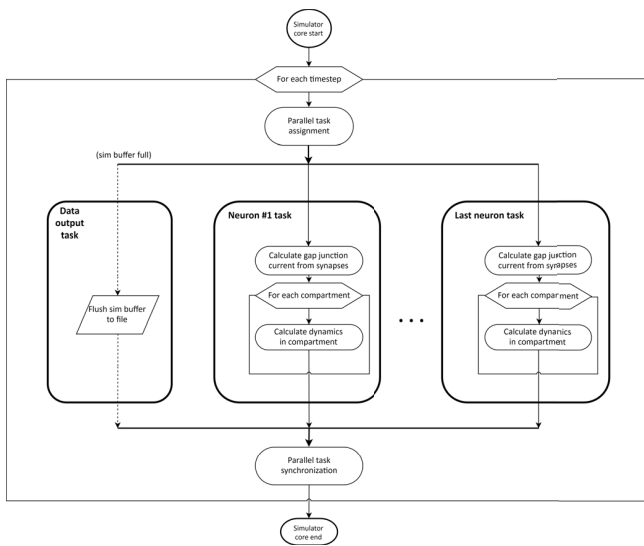 Simulator
core start
For each timestep
Parallel task
assignment
(sim buffer full)
Data
output
task
Flush sim buffer
to file
Neuron #1 task
Calculate gap junction
current from synapses
For each compartment
Calculate dynamics
in compartment
• • •
Last neuron task
Calculate gap junction
current from synapses
For each compartment
Calculate dynanics
in compartment
Parallel task
synchronization
Simulator
core end